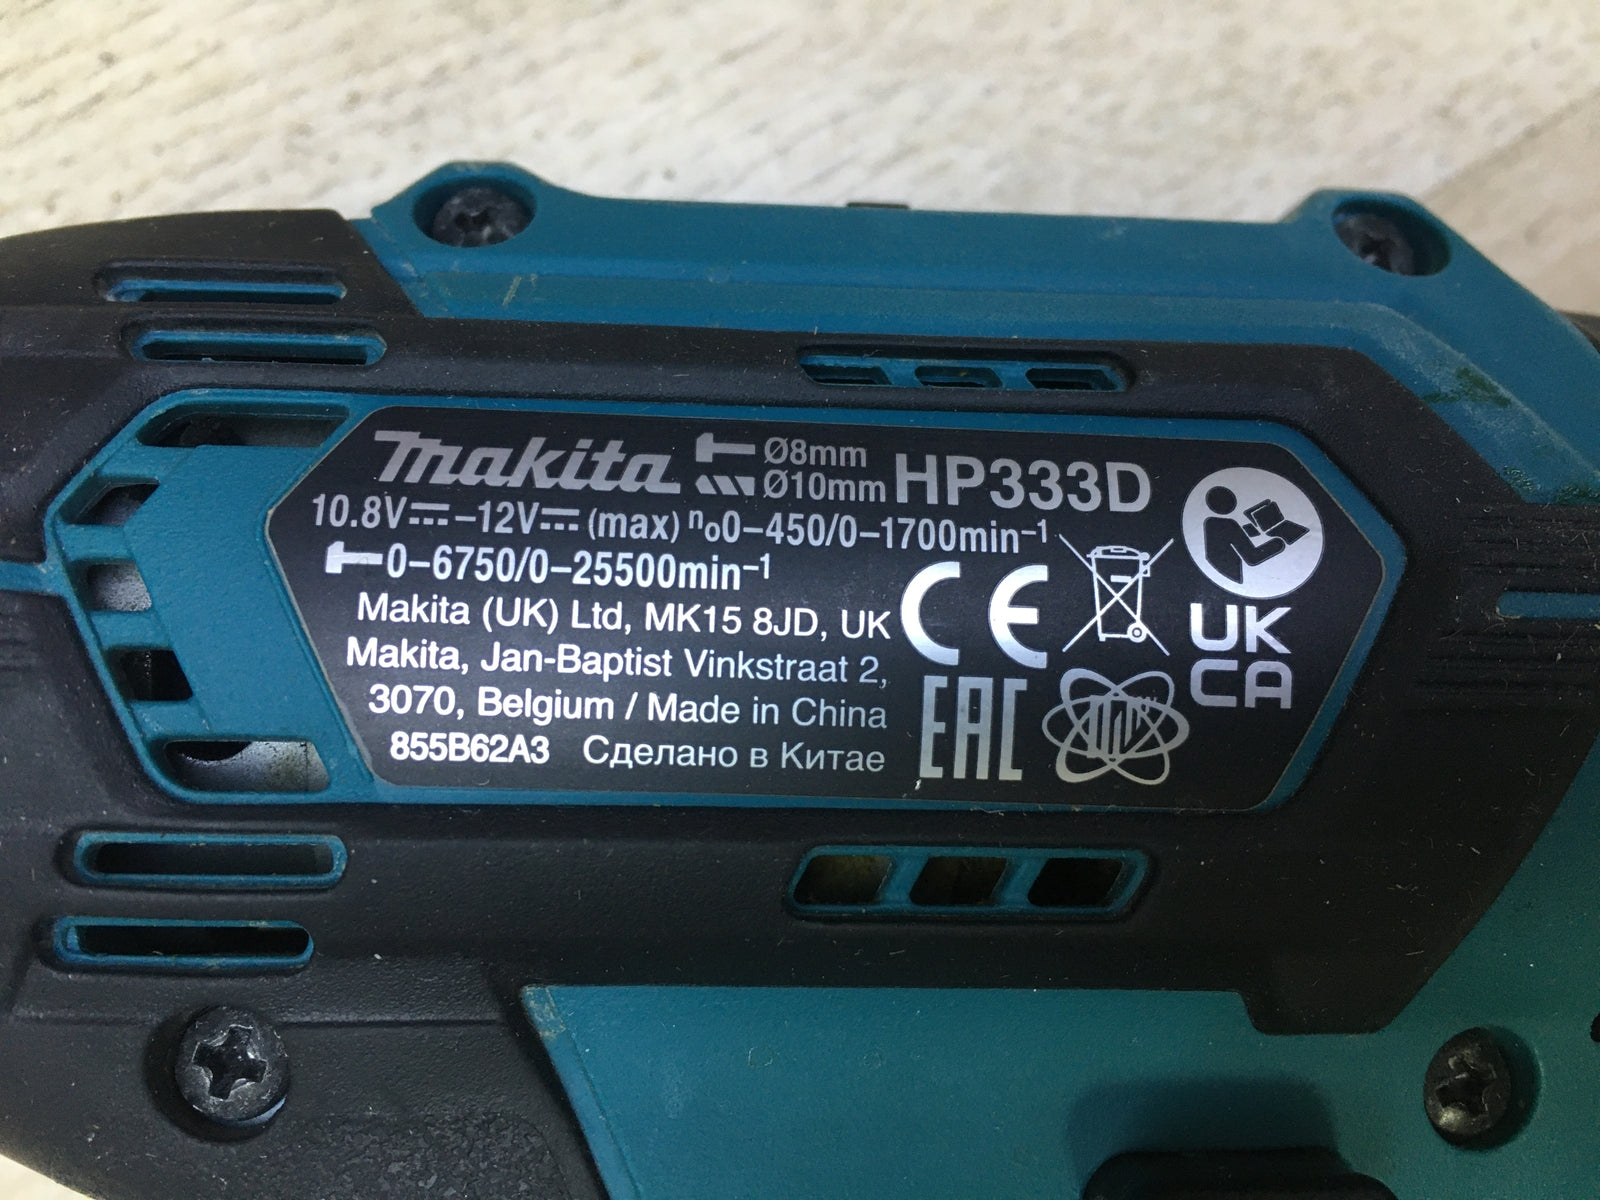 makita Ø8mm Ø10mm HP333D
10.8V⎓–12V⎓(max) no0–450/0–1700min⁻¹
0–6750/0–25500min⁻¹
Makita (UK) Ltd, MK15 8JD, UK
Makita, Jan-Baptist Vinkstraat 2,
3070, Belgium / Made in China
855B62A3 Сделано в Китае
CE
EAC
UK
CA